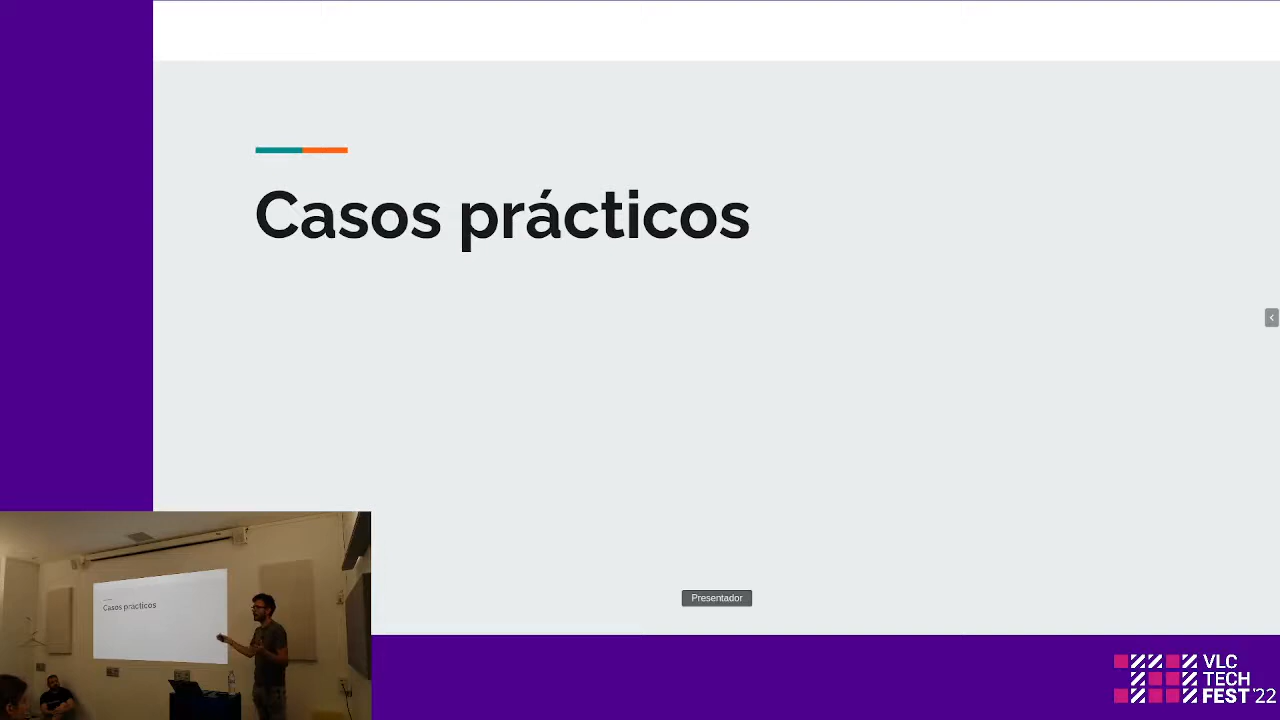 Casos prácticos
Presentador
Casos prácticos
VLC
TECH
FEST'22